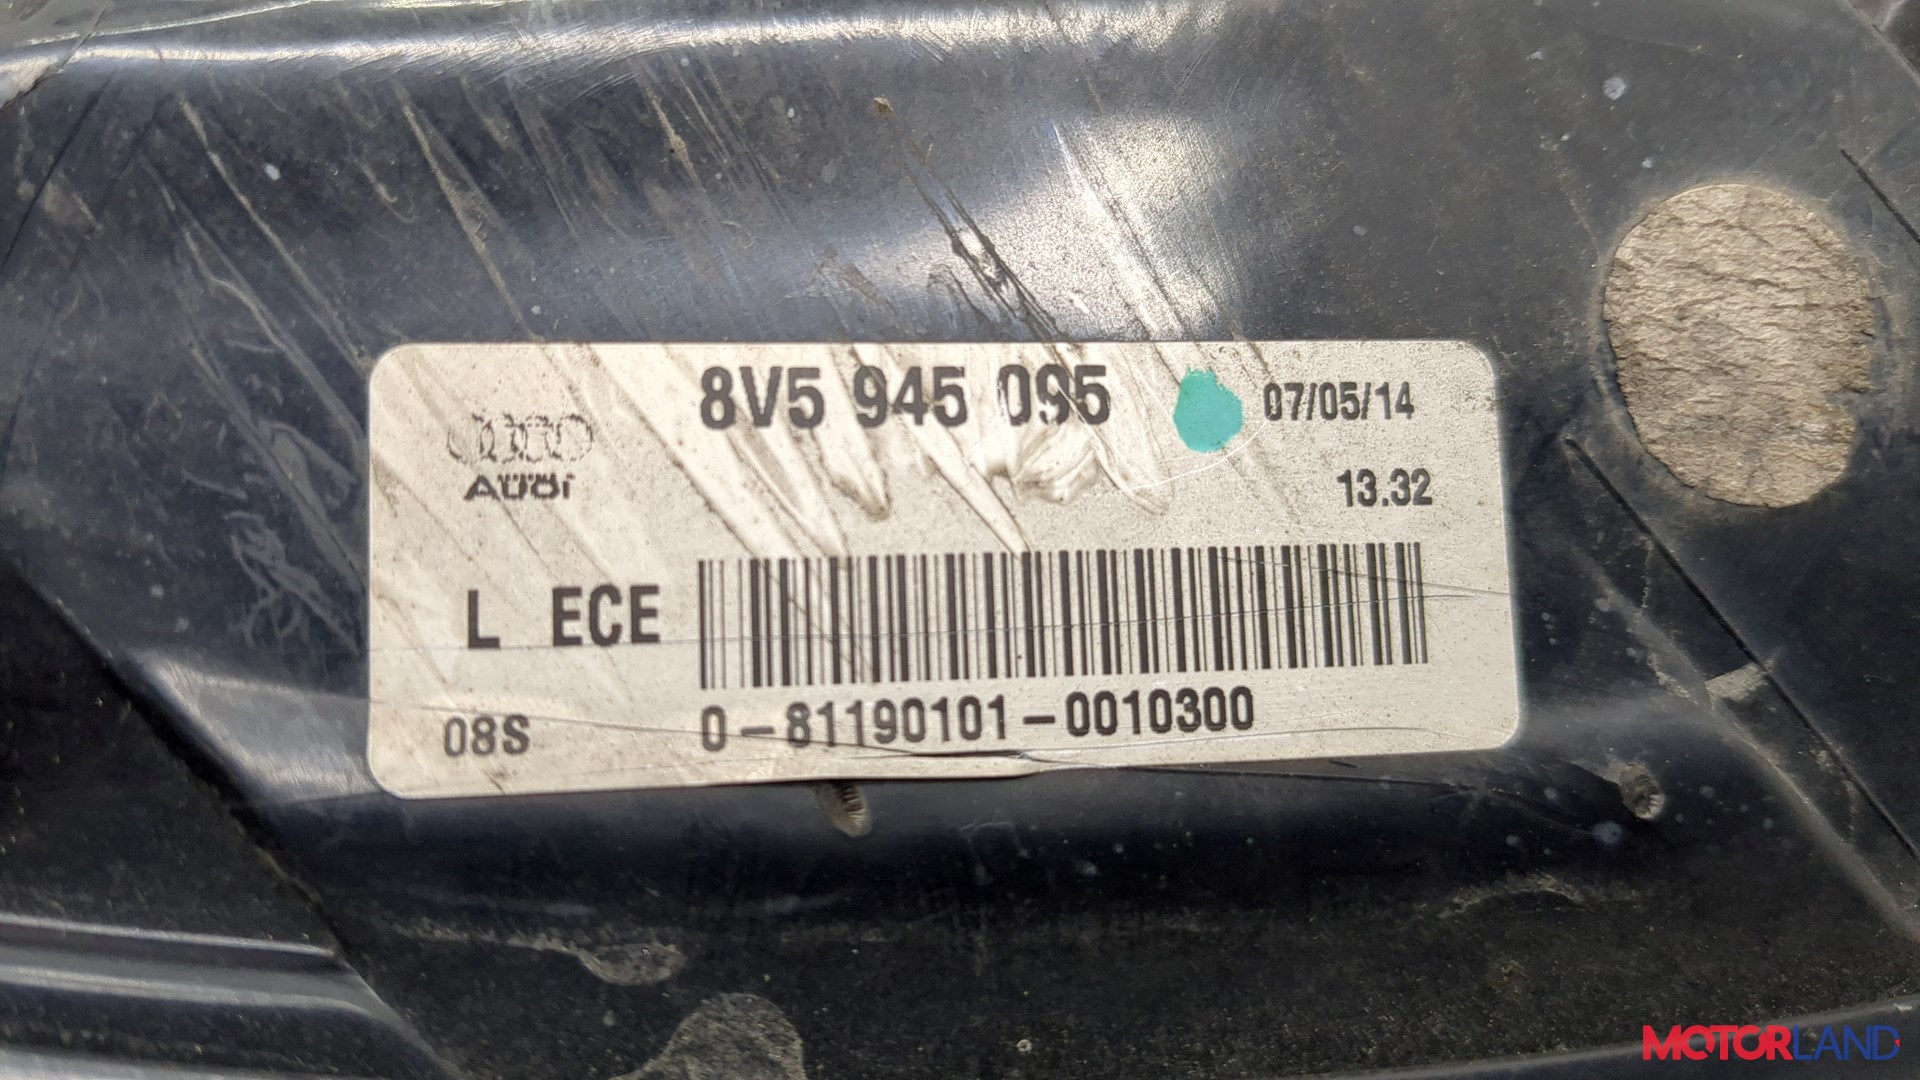 8V5 945 095
07/05/14
AUDI
13.32
L ECE
08S
0-81190101-0010300
MOTORLAND